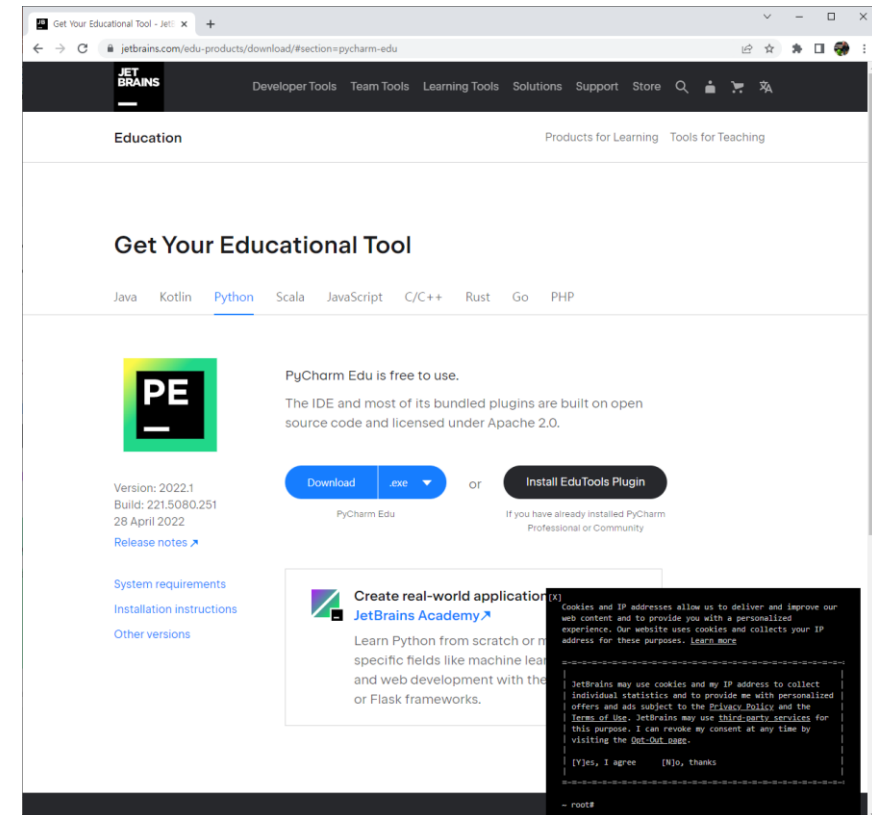 Get Your Educational Tool - Jet
jetbrains.com/edu-products/download/#section=pycharm-edu
JET
BRAINS
Developer Tools Team Tools Learning Tools Solutions Support Store
Education
Products for Learning Tools for Teaching
Get Your Educational Tool
Java Kotlin Python Scala JavaScript C/C++ Rust Go PHP
PE
PyCharm Edu is free to use.
The IDE and most of its bundled plugins are built on open
source code and licensed under Apache 2.0.
Download .exe or Install EduTools Plugin
PyCharm Edu
If you have already installed PyCharm
Professional or Community
Version: 2022.1
Build: 221.5080.251
28 April 2022
Release notes ↗
System requirements
Installation instructions
Other versions
Create real-world application
JetBrains Academy↗
Learn Python from scratch or
specific fields like machine
and web development with the
or Flask frameworks.
[X]
Cookies and IP addresses allow us to deliver and improve our
web content and to provide you with a personalized
experience. Our website uses cookies and collects your IP
address for these purposes. Learn more
JetBrains may use cookies and my IP address to collect
individual statistics and to provide me with personalized
offers and ads subject to the Privacy Policy and the
Terms of Use. JetBrains may use third-party services for
this purpose. I can revoke my consent at any time by
visiting the Opt-Out page.
[Y]es, I agree [N]o, thanks
~ root#